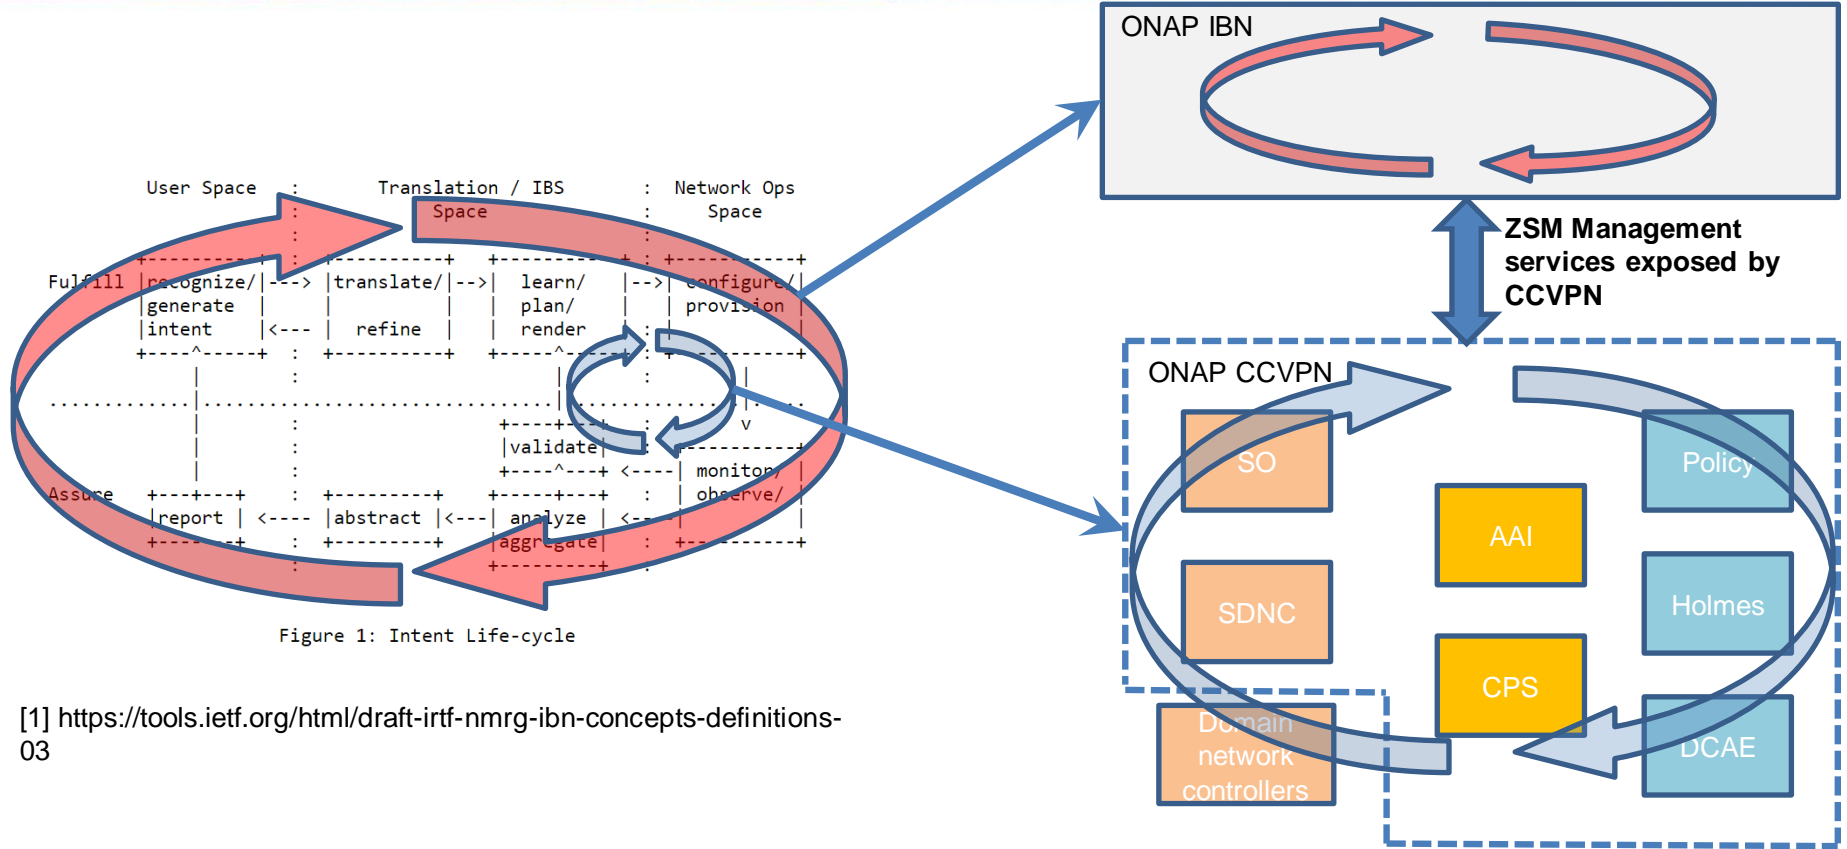 ONAP IBN
User Space : Translation / IBS : Network Ops
: Space : Space
: :
+-----------+ : +----------+ +-----------+ : +-----------+
Fulfill |recognize/|---> |translate/|-->| learn/ |-->| configure/|
|generate | | | | plan/ | | provision |
|intent |<--- | refine | | render | : | |
+----^-----+ : +----------+ +-----^-----+ : +-----------+
| : | : |
.............|................................|.................|.....
| : +----+---+ : v
| : |validate| : +----------+
| : +----^---+ <----| monitor/ |
Assure +---+---+ : +---------+ +-----+---+ : | observe/ |
|report | <---- |abstract |<---| analyze | <----| |
+-------+ : +---------+ |aggregate| : +----------+
: +---------+ :
Figure 1: Intent Life-cycle
[1] https://tools.ietf.org/html/draft-irtf-nmrg-ibn-concepts-definitions-
03
ZSM Management
services exposed by
CCVPN
ONAP CCVPN
SO
Policy
AAI
SDNC
Holmes
CPS
Domain
network
controllers
DCAE